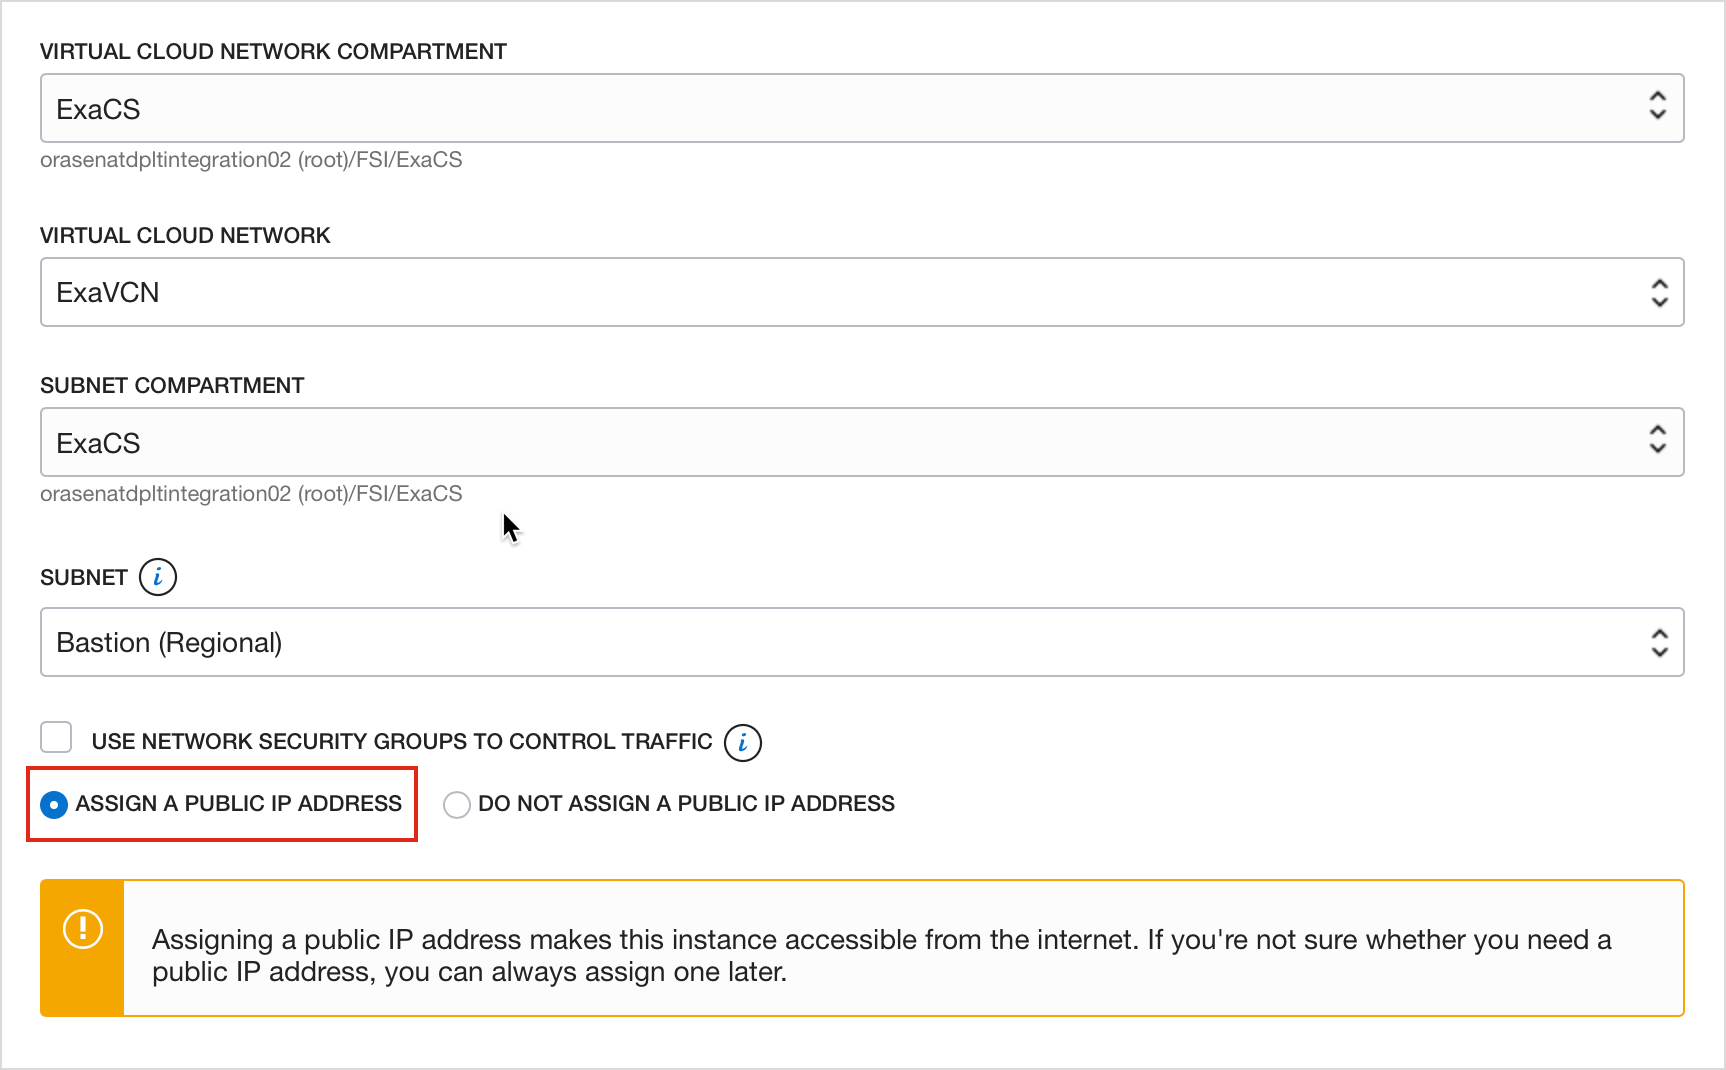 VIRTUAL CLOUD NETWORK COMPARTMENT
ExaCS
orasenatdpltintegration02 (root)/FSI/ExaCS
VIRTUAL CLOUD NETWORK
ExaVCN
SUBNET COMPARTMENT
ExaCS
orasenatdpltintegration02 (root)/FSI/ExaCS
SUBNET i
Bastion (Regional)
USE NETWORK SECURITY GROUPS TO CONTROL TRAFFIC i
ASSIGN A PUBLIC IP ADDRESS DO NOT ASSIGN A PUBLIC IP ADDRESS
Assigning a public IP address makes this instance accessible from the internet. If you're not sure whether you need a
public IP address, you can always assign one later.